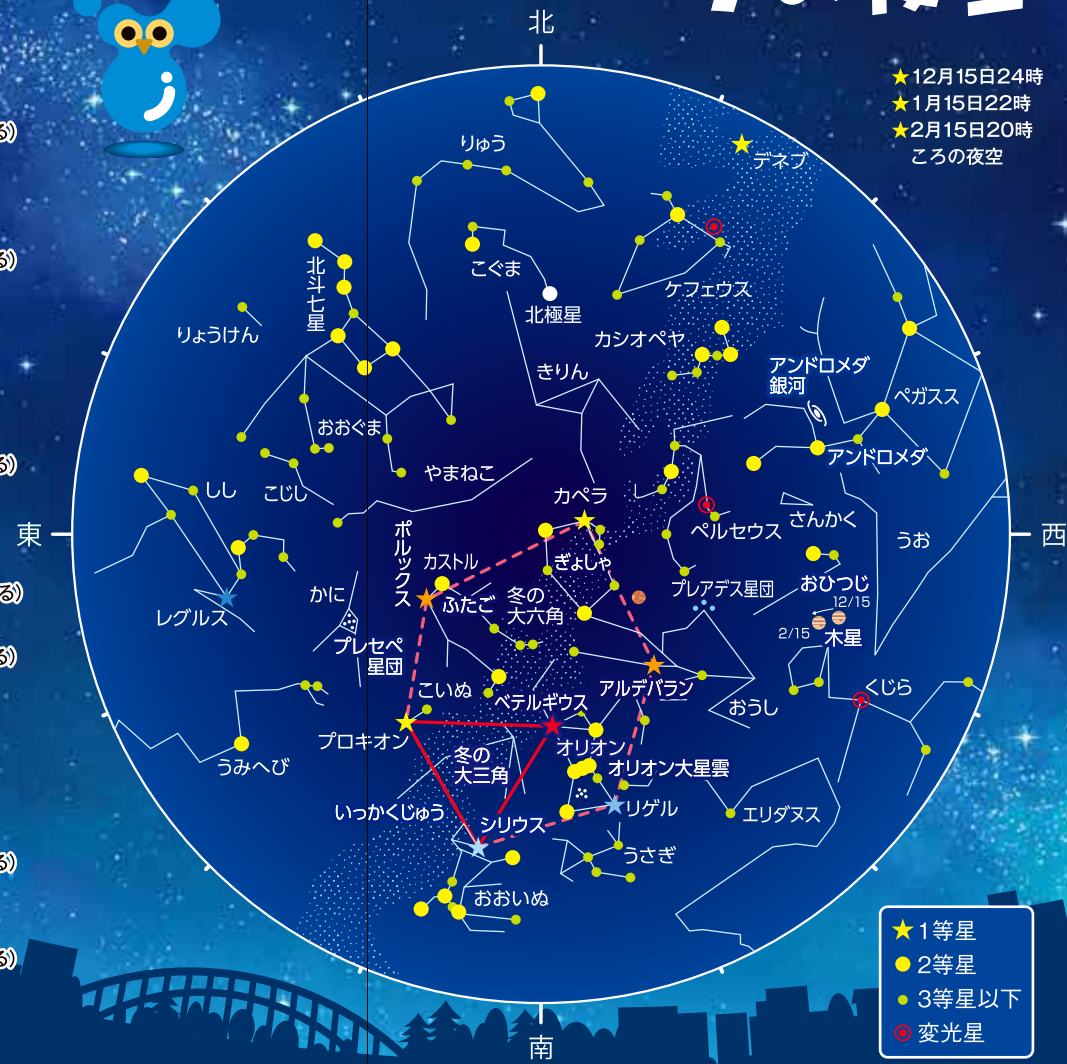 北
★12月15日24時
★1月15日22時
★2月15日20時
ころの夜空
る)
りゅう
デネブ
る)
こぐま
北斗七星
ケフェウス
北極星
りょうけん
カシオペヤ
アンドロメダ
銀河
きりん
ペガスス
おおぐま
アンドロメダ
る)
やまねこ
しし
こじし
カペラ
さんかく
ペルセウス
東
西
うお
ポルックス
カストル
ぎょしゃ
プレアデス星団
おひつじ
る)
かに
ふたご
冬の
大六角
12/15
レグルス
2/15
木星
プレセペ
星団
る)
こいぬ
ベテルギウス
アルデバラン
くじら
おうし
プロキオン
オリオン
うみへび
冬の
大三角
オリオン大星雲
いっかくじゅう
シリウス
リゲル
エリダヌス
うさぎ
る)
おおいぬ
る)
★1等星
2等星
3等星以下
変光星
南